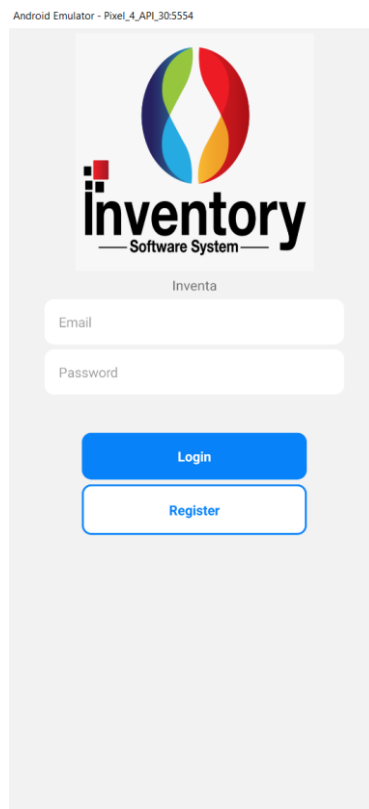 Android Emulator - Pixel_4_API_30:5554
Inventory
Software System
Inventa
Email
Password
Login
Register